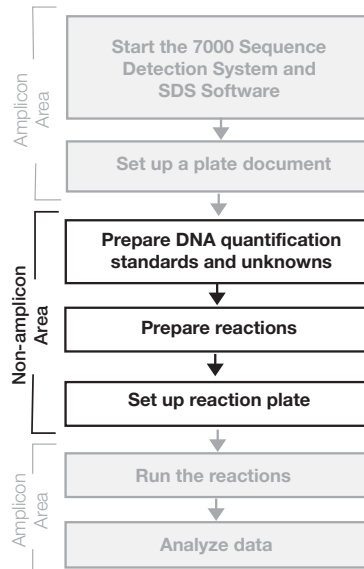 Amplicon
Area
Start the 7000 Sequence
Detection System and
SDS Software
Set up a plate document
Non-amplicon
Area
Prepare DNA quantification
standards and unknowns
Prepare reactions
Set up reaction plate
Amplicon
Area
Run the reactions
Analyze data